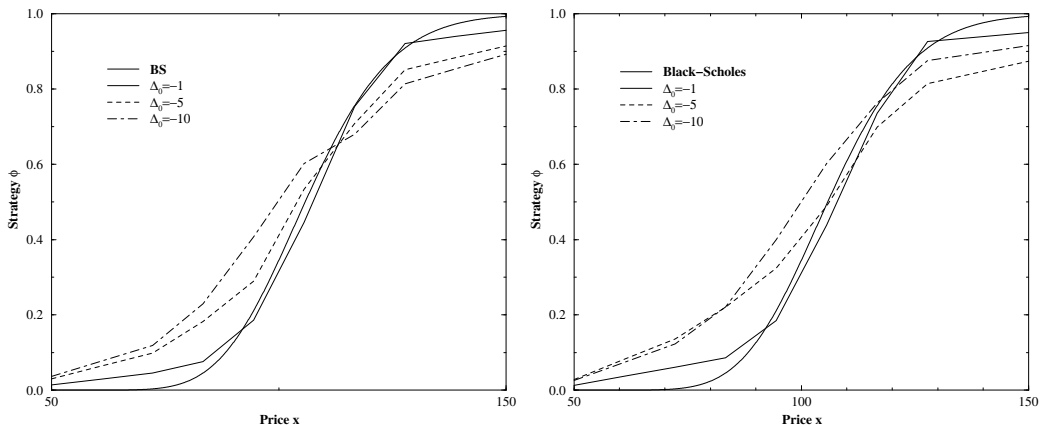 1.0
0.8
0.6
0.4
0.2
0.0
Strategy ϕ
BS
Δ₀=−1
Δ₀=−5
Δ₀=−10
50
150
Price x
1.0
0.8
0.6
0.4
0.2
0.0
Strategy ϕ
Black−Scholes
Δ₀=−1
Δ₀=−5
Δ₀=−10
50
100
150
Price x